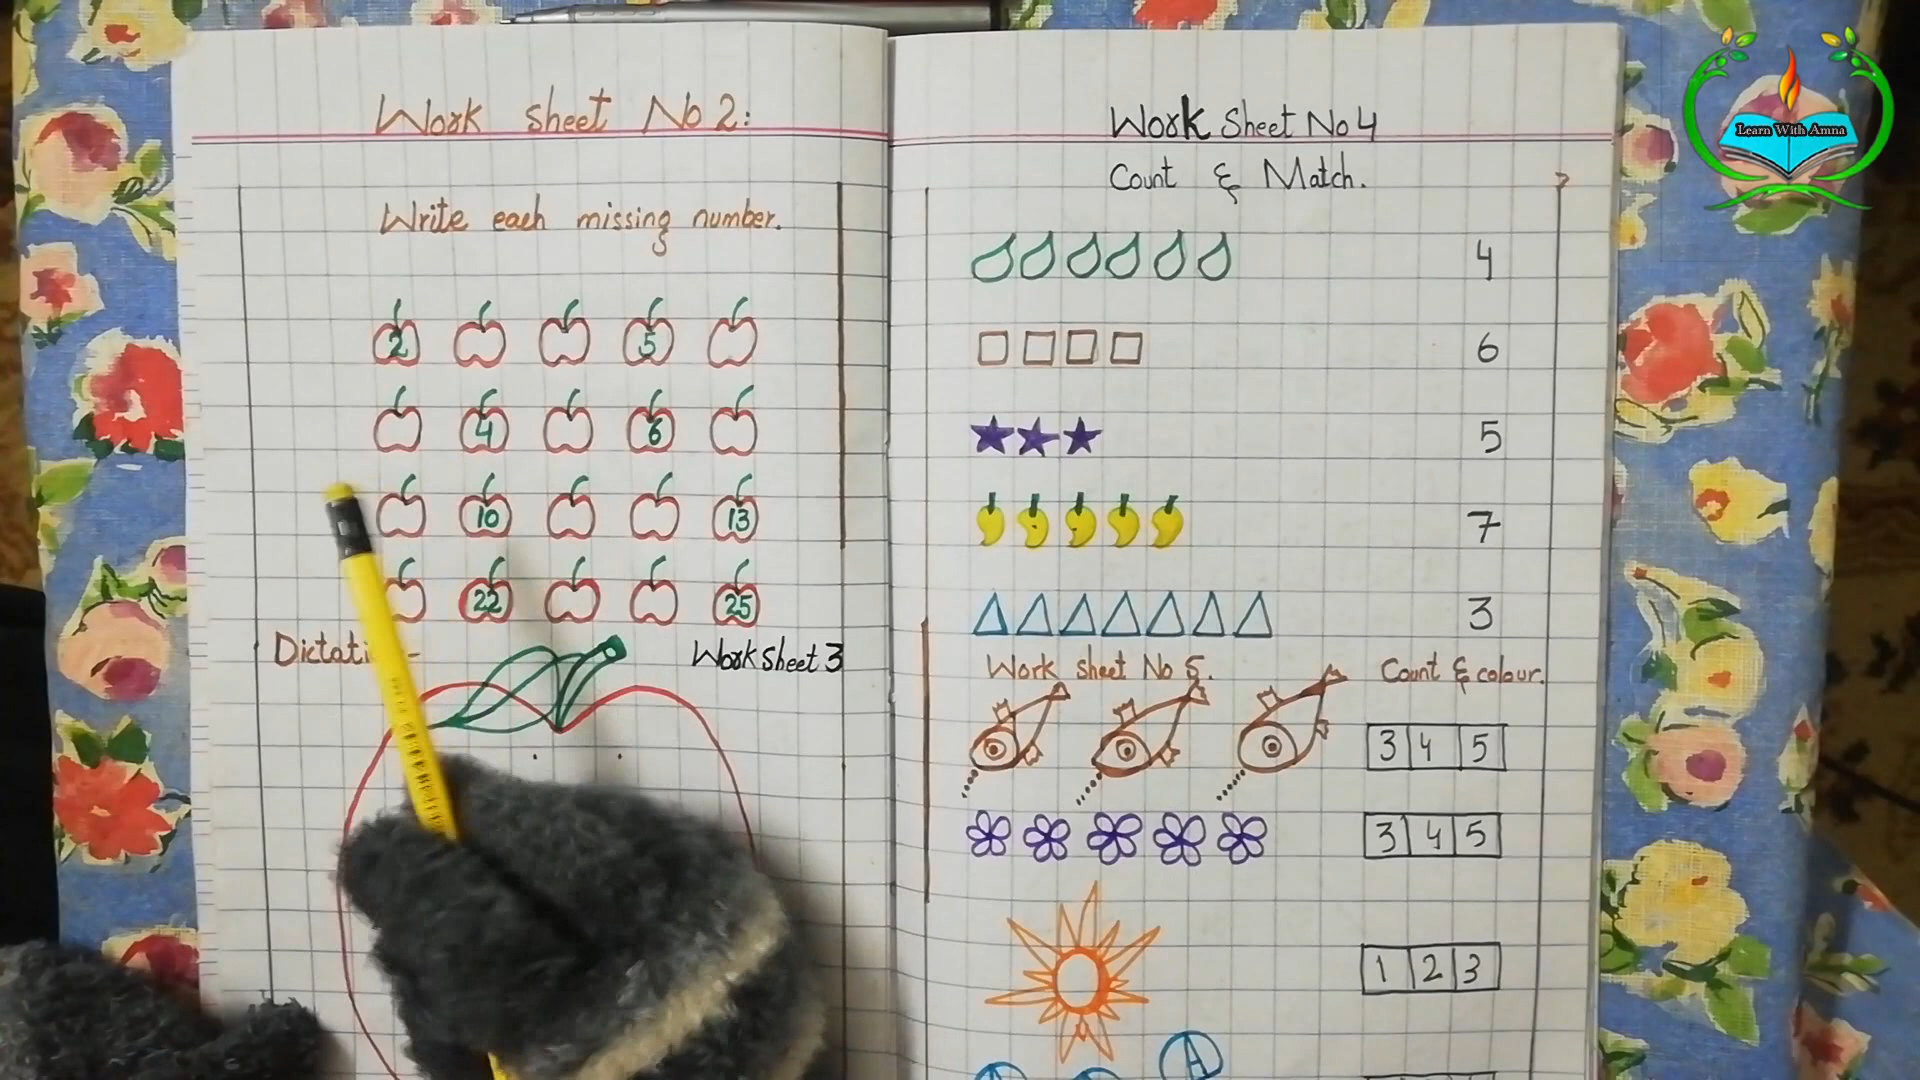 Work Sheet No 2:
Write each missing number.
2 5
4 6
10 13
22 25
Work Sheet 3
Work Sheet No 4
Count & Match.
4
6
5
7
3
Work Sheet No 5. Count & colour.
3 4 5
3 4 5
1 2 3
A
Learn With Amna